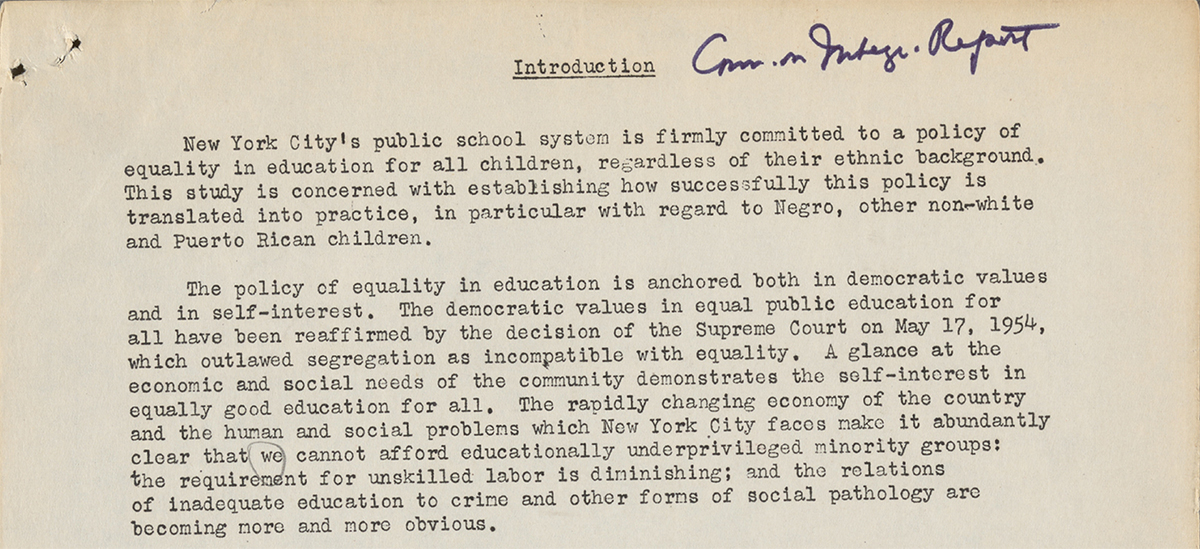 Introduction
Comm. on Integr. Report
New York City's public school system is firmly committed to a policy of
equality in education for all children, regardless of their ethnic background.
This study is concerned with establishing how successfully this policy is
translated into practice, in particular with regard to Negro, other non-white
and Puerto Rican children.
The policy of equality in education is anchored both in democratic values
and in self-interest. The democratic values in equal public education for
all have been reaffirmed by the decision of the Supreme Court on May 17, 1954,
which outlawed segregation as incompatible with equality. A glance at the
economic and social needs of the community demonstrates the self-interest in
equally good education for all. The rapidly changing economy of the country
and the human and social problems which New York City faces make it abundantly
clear that we cannot afford educationally underprivileged minority groups:
the requirement for unskilled labor is diminishing; and the relations
of inadequate education to crime and other forms of social pathology are
becoming more and more obvious.